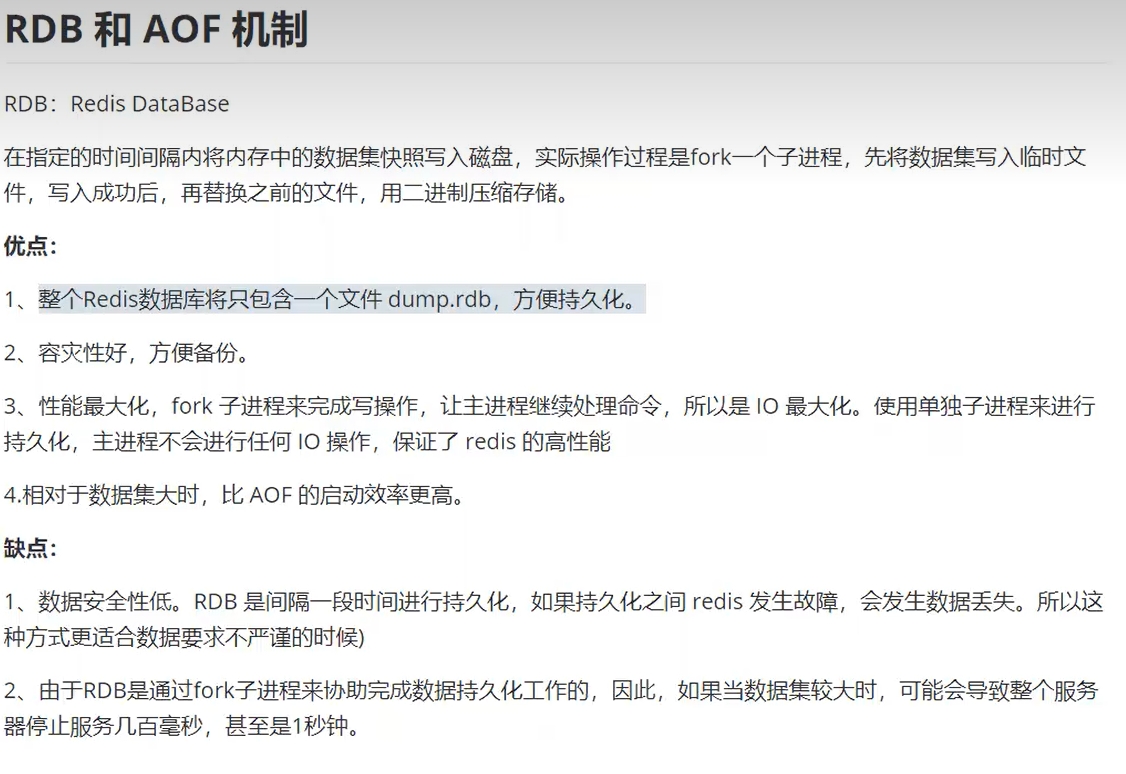 RDB 和 AOF 机制
RDB：Redis DataBase
在指定的时间间隔内将内存中的数据集快照写入磁盘，实际操作过程是fork一个子进程，先将数据集写入临时文
件，写入成功后，再替换之前的文件，用二进制压缩存储。
优点：
1、整个Redis数据库将只包含一个文件 dump.rdb，方便持久化。
2、容灾性好，方便备份。
3、性能最大化，fork 子进程来完成写操作，让主进程继续处理命令，所以是 IO 最大化。使用单独子进程来进行
持久化，主进程不会进行任何 IO 操作，保证了 redis 的高性能
4.相对于数据集大时，比 AOF 的启动效率更高。
缺点：
1、数据安全性低。RDB 是间隔一段时间进行持久化，如果持久化之间 redis 发生故障，会发生数据丢失。所以这
种方式更适合数据要求不严谨的时候)
2、由于RDB是通过fork子进程来协助完成数据持久化工作的，因此，如果当数据集较大时，可能会导致整个服务
器停止服务几百毫秒，甚至是1秒钟。